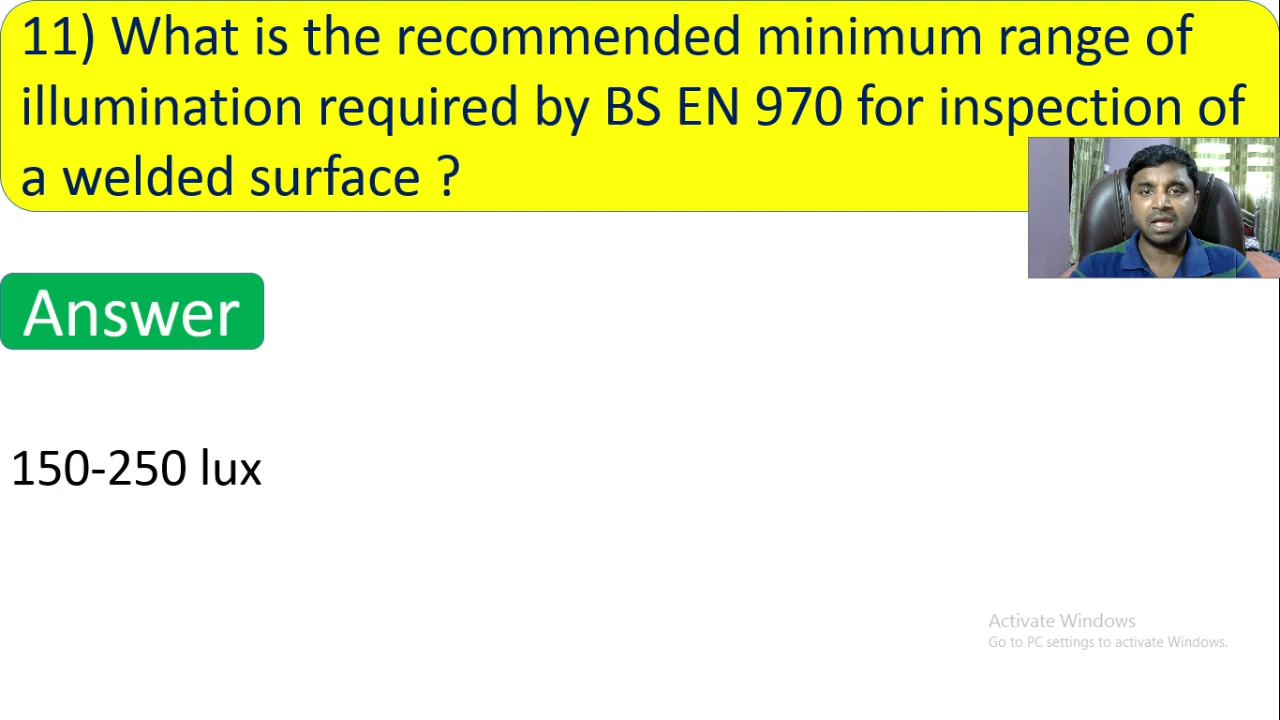 11) What is the recommended minimum range of
illumination required by BS EN 970 for inspection of
a welded surface ?
Answer
150-250 lux
Activate Windows
Go to PC settings to activate Windows.